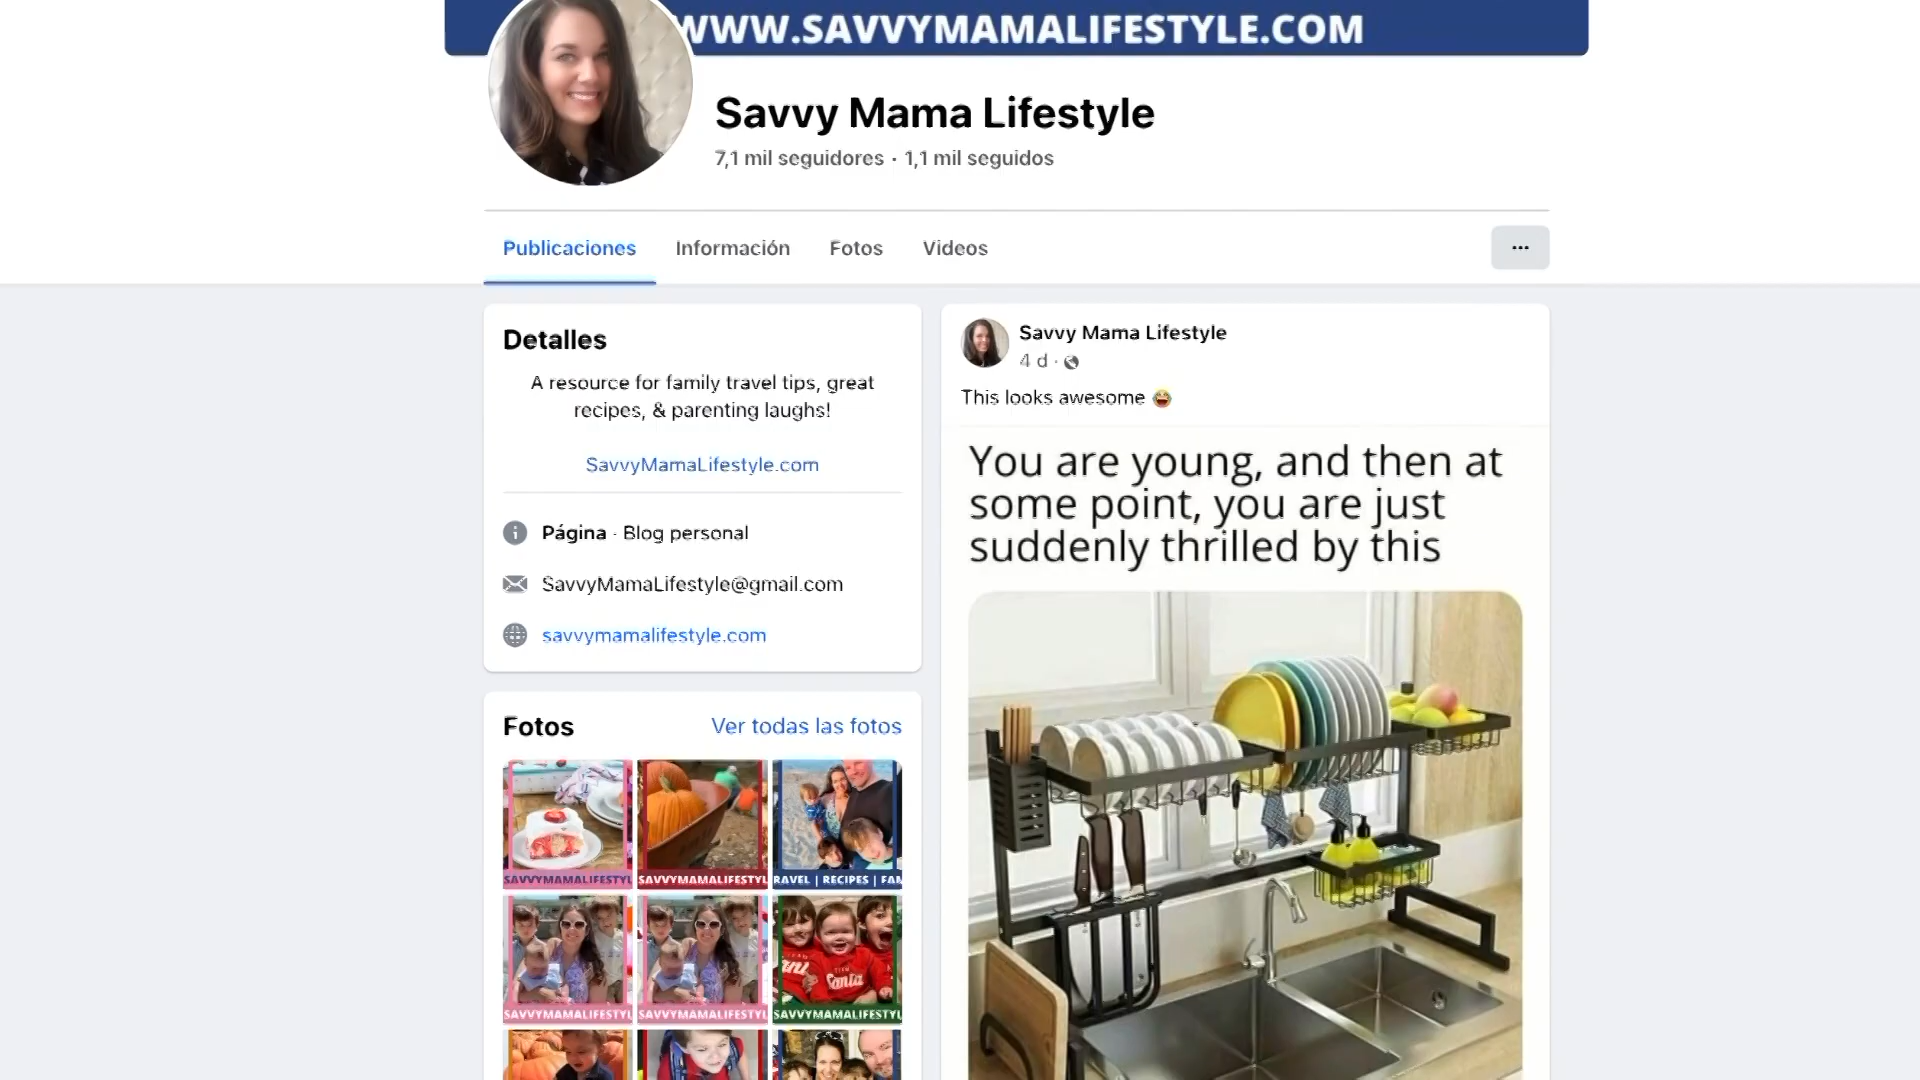 WWW.SAVVYMAMALIFESTYLE.COM
Savvy Mama Lifestyle
7,1 mil seguidores · 1,1 mil seguidos
Publicaciones Información Fotos Videos
Detalles
A resource for family travel tips, great
recipes, & parenting laughs!
SavvyMamaLifestyle.com
Página · Blog personal
SavvyMamaLifestyle@gmail.com
savvymamalifestyle.com
Fotos Ver todas las fotos
SAVVYMAMALIFESTYL
SAVVYMAMALIFESTYL
RAVEL | RECIPES | FAM
SAVVYMAMALIFESTYL
SAVVYMAMALIFESTYL
Santa
SAVVYMAMALIFESTYL
Savvy Mama Lifestyle
4 d ·
This looks awesome 😂
You are young, and then at
some point, you are just
suddenly thrilled by this